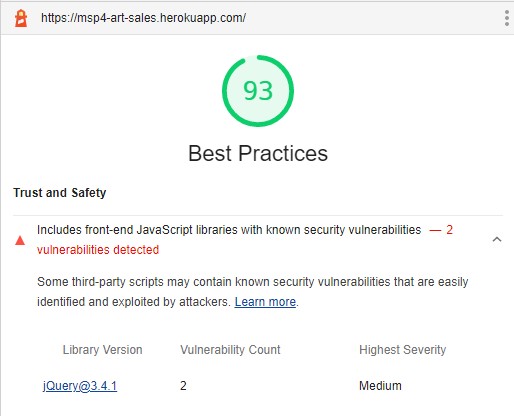 https://msp4-art-sales.herokuapp.com/
93
Best Practices
Trust and Safety
Includes front-end JavaScript libraries with known security vulnerabilities — 2
vulnerabilities detected
Some third-party scripts may contain known security vulnerabilities that are easily
identified and exploited by attackers. Learn more.
Library Version Vulnerability Count Highest Severity
jQuery@3.4.1 2 Medium